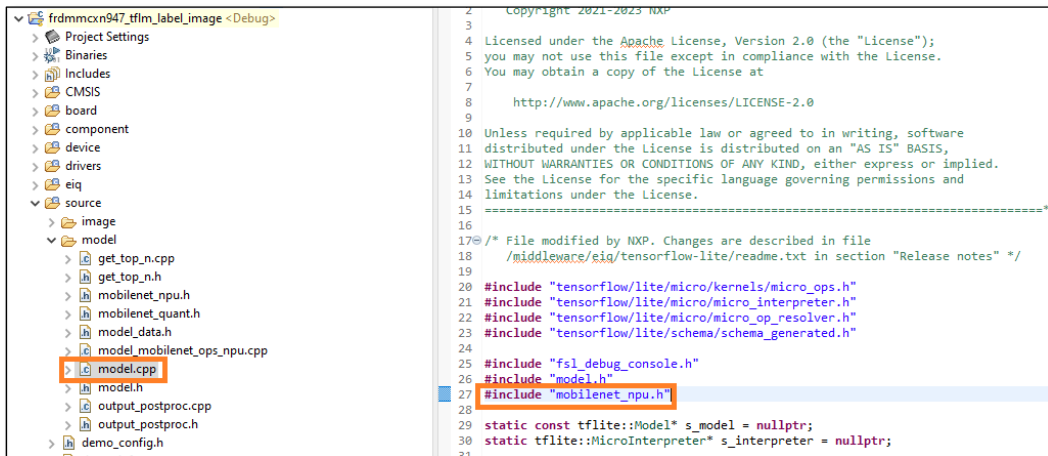 frdmmcxn947_tflm_label_image <Debug>
Project Settings
Binaries
Includes
CMSIS
board
component
device
drivers
eiq
source
image
model
get_top_n.cpp
get_top_n.h
mobilenet_npu.h
mobilenet_quant.h
model_data.h
model_mobilenet_ops_npu.cpp
model.cpp
model.h
output_postproc.cpp
output_postproc.h
demo_config.h
2 Copyright 2021-2023 NXP
3
4 Licensed under the Apache License, Version 2.0 (the "License");
5 you may not use this file except in compliance with the License.
6 You may obtain a copy of the License at
7
8 http://www.apache.org/licenses/LICENSE-2.0
9
10 Unless required by applicable law or agreed to in writing, software
11 distributed under the License is distributed on an "AS IS" BASIS,
12 WITHOUT WARRANTIES OR CONDITIONS OF ANY KIND, either express or implied.
13 See the License for the specific language governing permissions and
14 limitations under the License.
15 ==============================================================================*
16
17 /* File modified by NXP. Changes are described in file
18 /middleware/eiq/tensorflow-lite/readme.txt in section "Release notes" */
19
20 #include "tensorflow/lite/micro/kernels/micro_ops.h"
21 #include "tensorflow/lite/micro/micro_interpreter.h"
22 #include "tensorflow/lite/micro/micro_op_resolver.h"
23 #include "tensorflow/lite/schema/schema_generated.h"
24
25 #include "fsl_debug_console.h"
26 #include "model.h"
27 #include "mobilenet_npu.h"
28
29 static const tflite::Model* s_model = nullptr;
30 static tflite::MicroInterpreter* s_interpreter = nullptr;
31